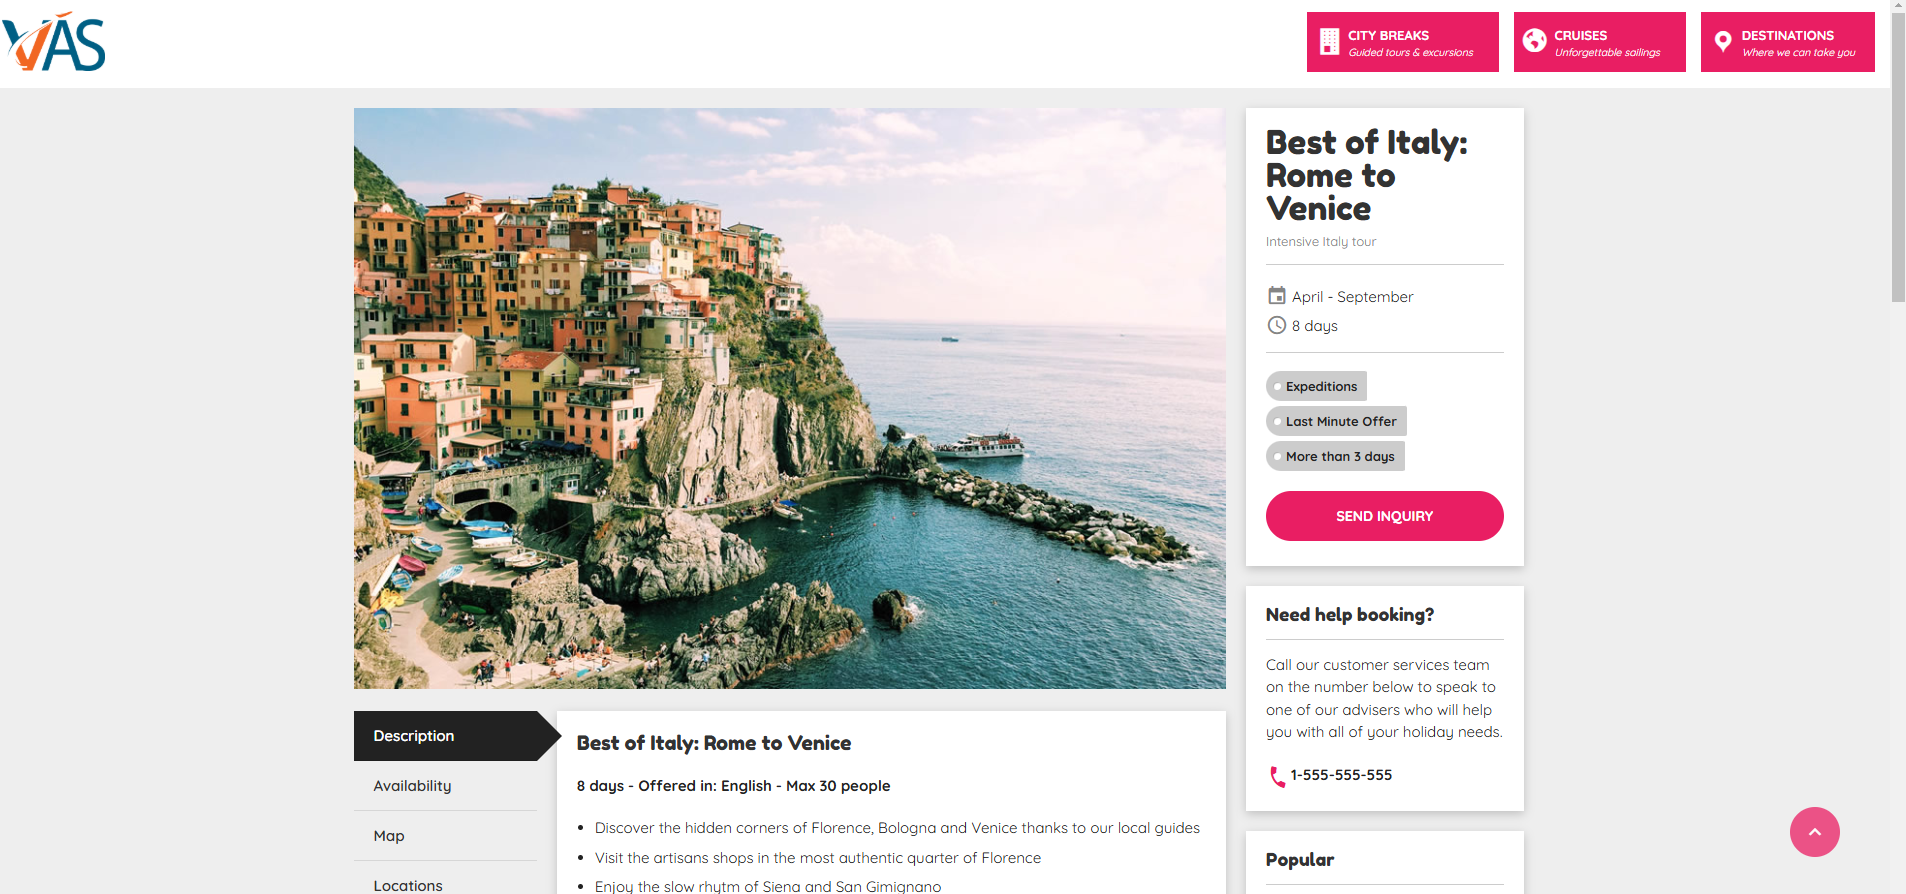 VAS
CITY BREAKS
Guided tours & excursions
CRUISES
Unforgettable sailings
DESTINATIONS
Where we can take you
Best of Italy:
Rome to
Venice
Intensive Italy tour
April - September
8 days
Expeditions
Last Minute Offer
More than 3 days
SEND INQUIRY
Need help booking?
Call our customer services team
on the number below to speak to
one of our advisers who will help
you with all of your holiday needs.
1-555-555-555
Popular
Description
Availability
Map
Locations
Best of Italy: Rome to Venice
8 days - Offered in: English - Max 30 people
Discover the hidden corners of Florence, Bologna and Venice thanks to our local guides
Visit the artisans shops in the most authentic quarter of Florence
Enjoy the slow rhytm of Siena and San Gimignano